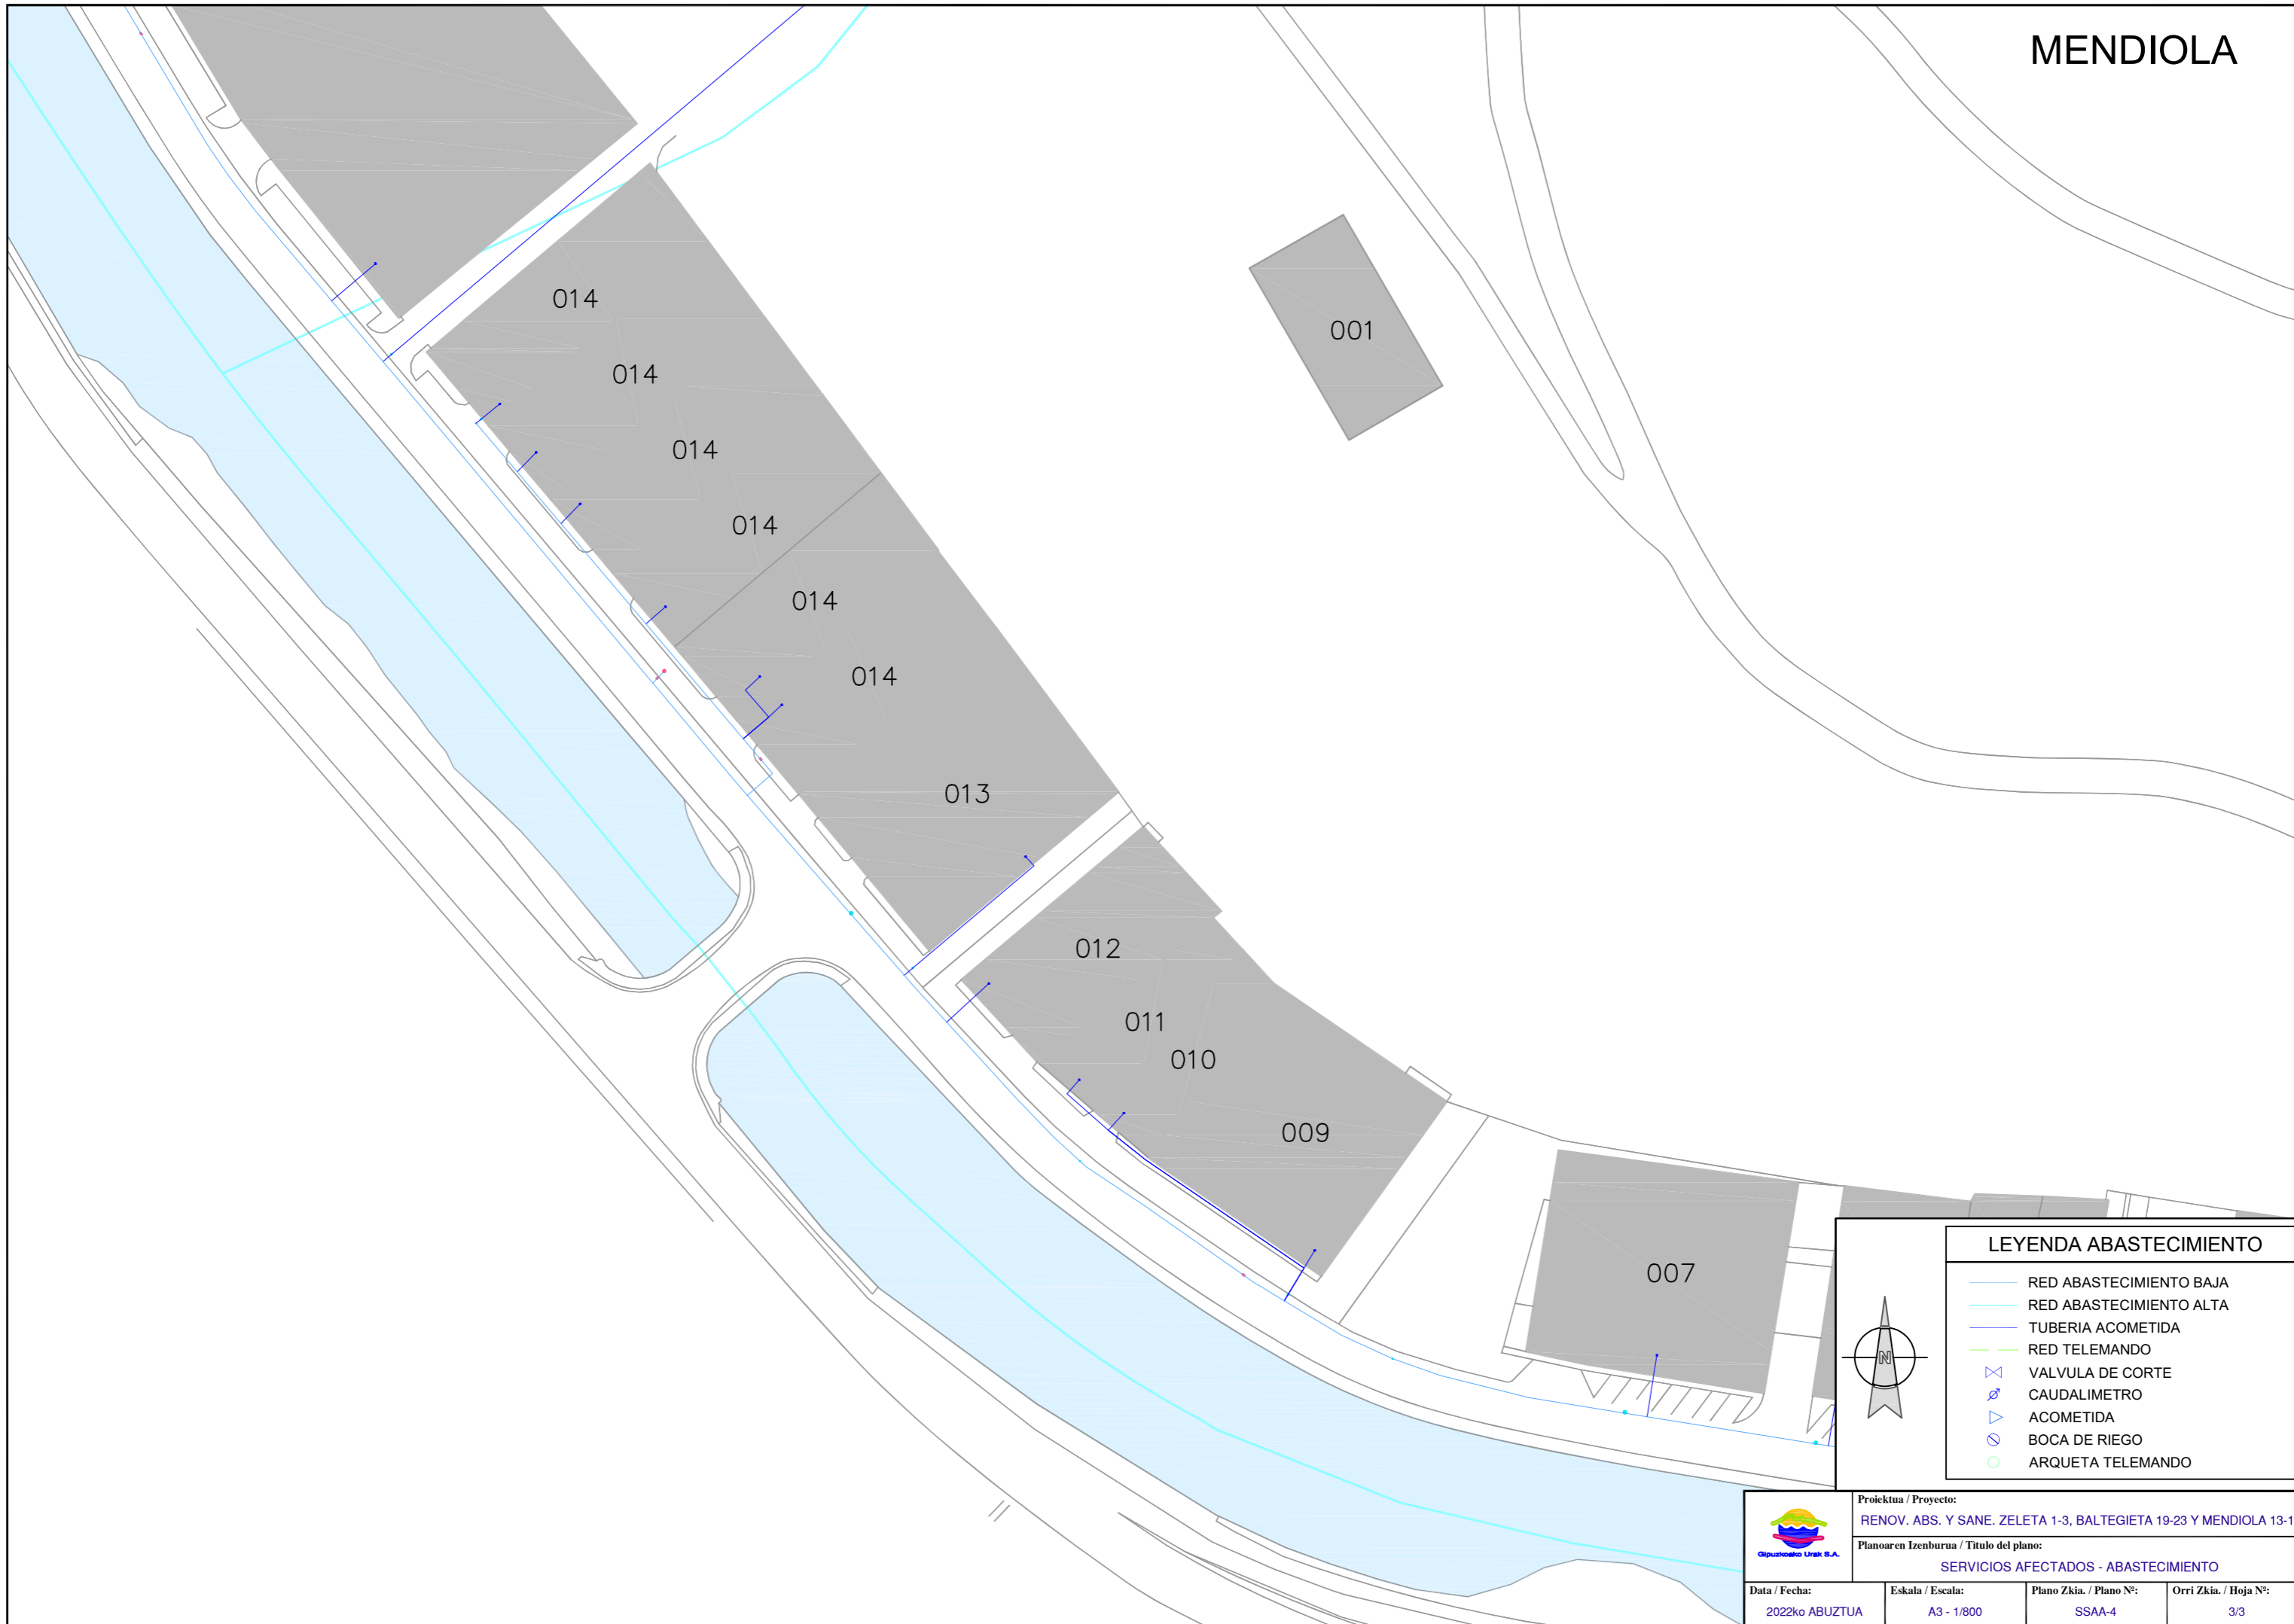 MENDIOLA
014
001
014
014
014
014
014
013
012
011
010
009
007
LEYENDA ABASTECIMIENTO
RED ABASTECIMIENTO BAJA
RED ABASTECIMIENTO ALTA
TUBERIA ACOMETIDA
RED TELEMANDO
VALVULA DE CORTE
CAUDALIMETRO
ACOMETIDA
BOCA DE RIEGO
ARQUETA TELEMANDO
N
Gipuzkoako Urak S.A.
Proiektua / Proyecto:
RENOV. ABS. Y SANE. ZELETA 1-3, BALTEGIETA 19-23 Y MENDIOLA 13-1
Planoaren Izenburua / Titulo del plano:
SERVICIOS AFECTADOS - ABASTECIMIENTO
Data / Fecha:
2022ko ABUZTUA
Eskala / Escala:
A3 - 1/800
Plano Zkia. / Plano Nº:
SSAA-4
Orri Zkia. / Hoja Nº:
3/3